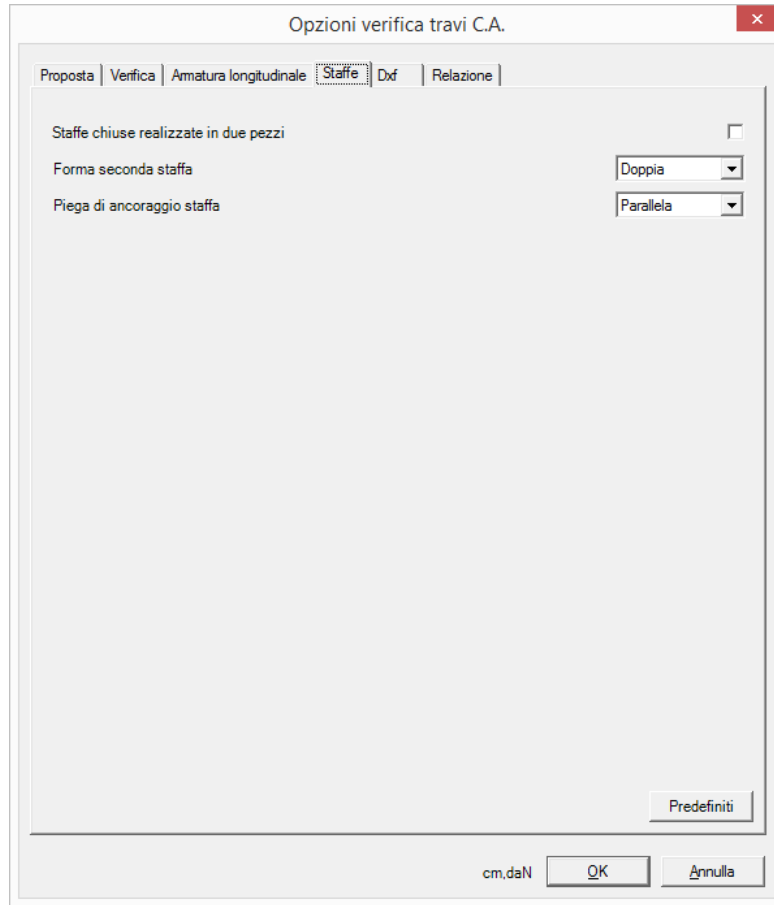 Opzioni verifica travi C.A.
Proposta Verifica Armatura longitudinale Staffe Dxf Relazione
Staffe chiuse realizzate in due pezzi
Forma seconda staffa Doppia
Piega di ancoraggio staffa Parallela
Predefiniti
cm,daN OK Annulla